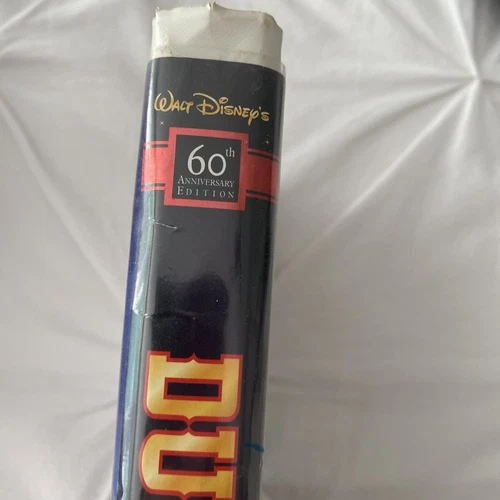 WALT DISNEY'S
60th
ANNIVERSARY
EDITION
DU